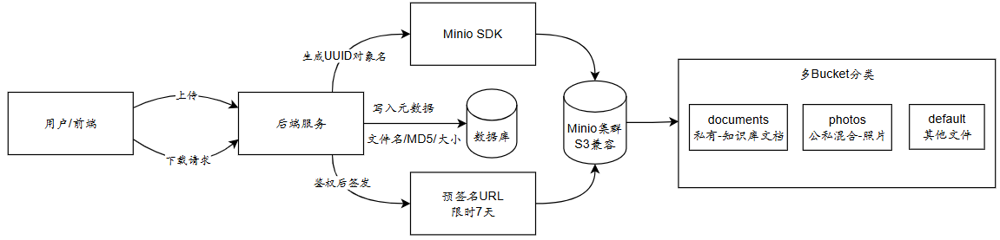 用户/前端
上传
下载请求
后端服务
生成UUID对象名
写入元数据
文件名/MD5/大小
鉴权后签发
Minio SDK
数据库
预签名URL
限时7天
Minio集群
S3兼容
多Bucket分类
documents
私有-知识库文档
photos
公私混合-照片
default
其他文件